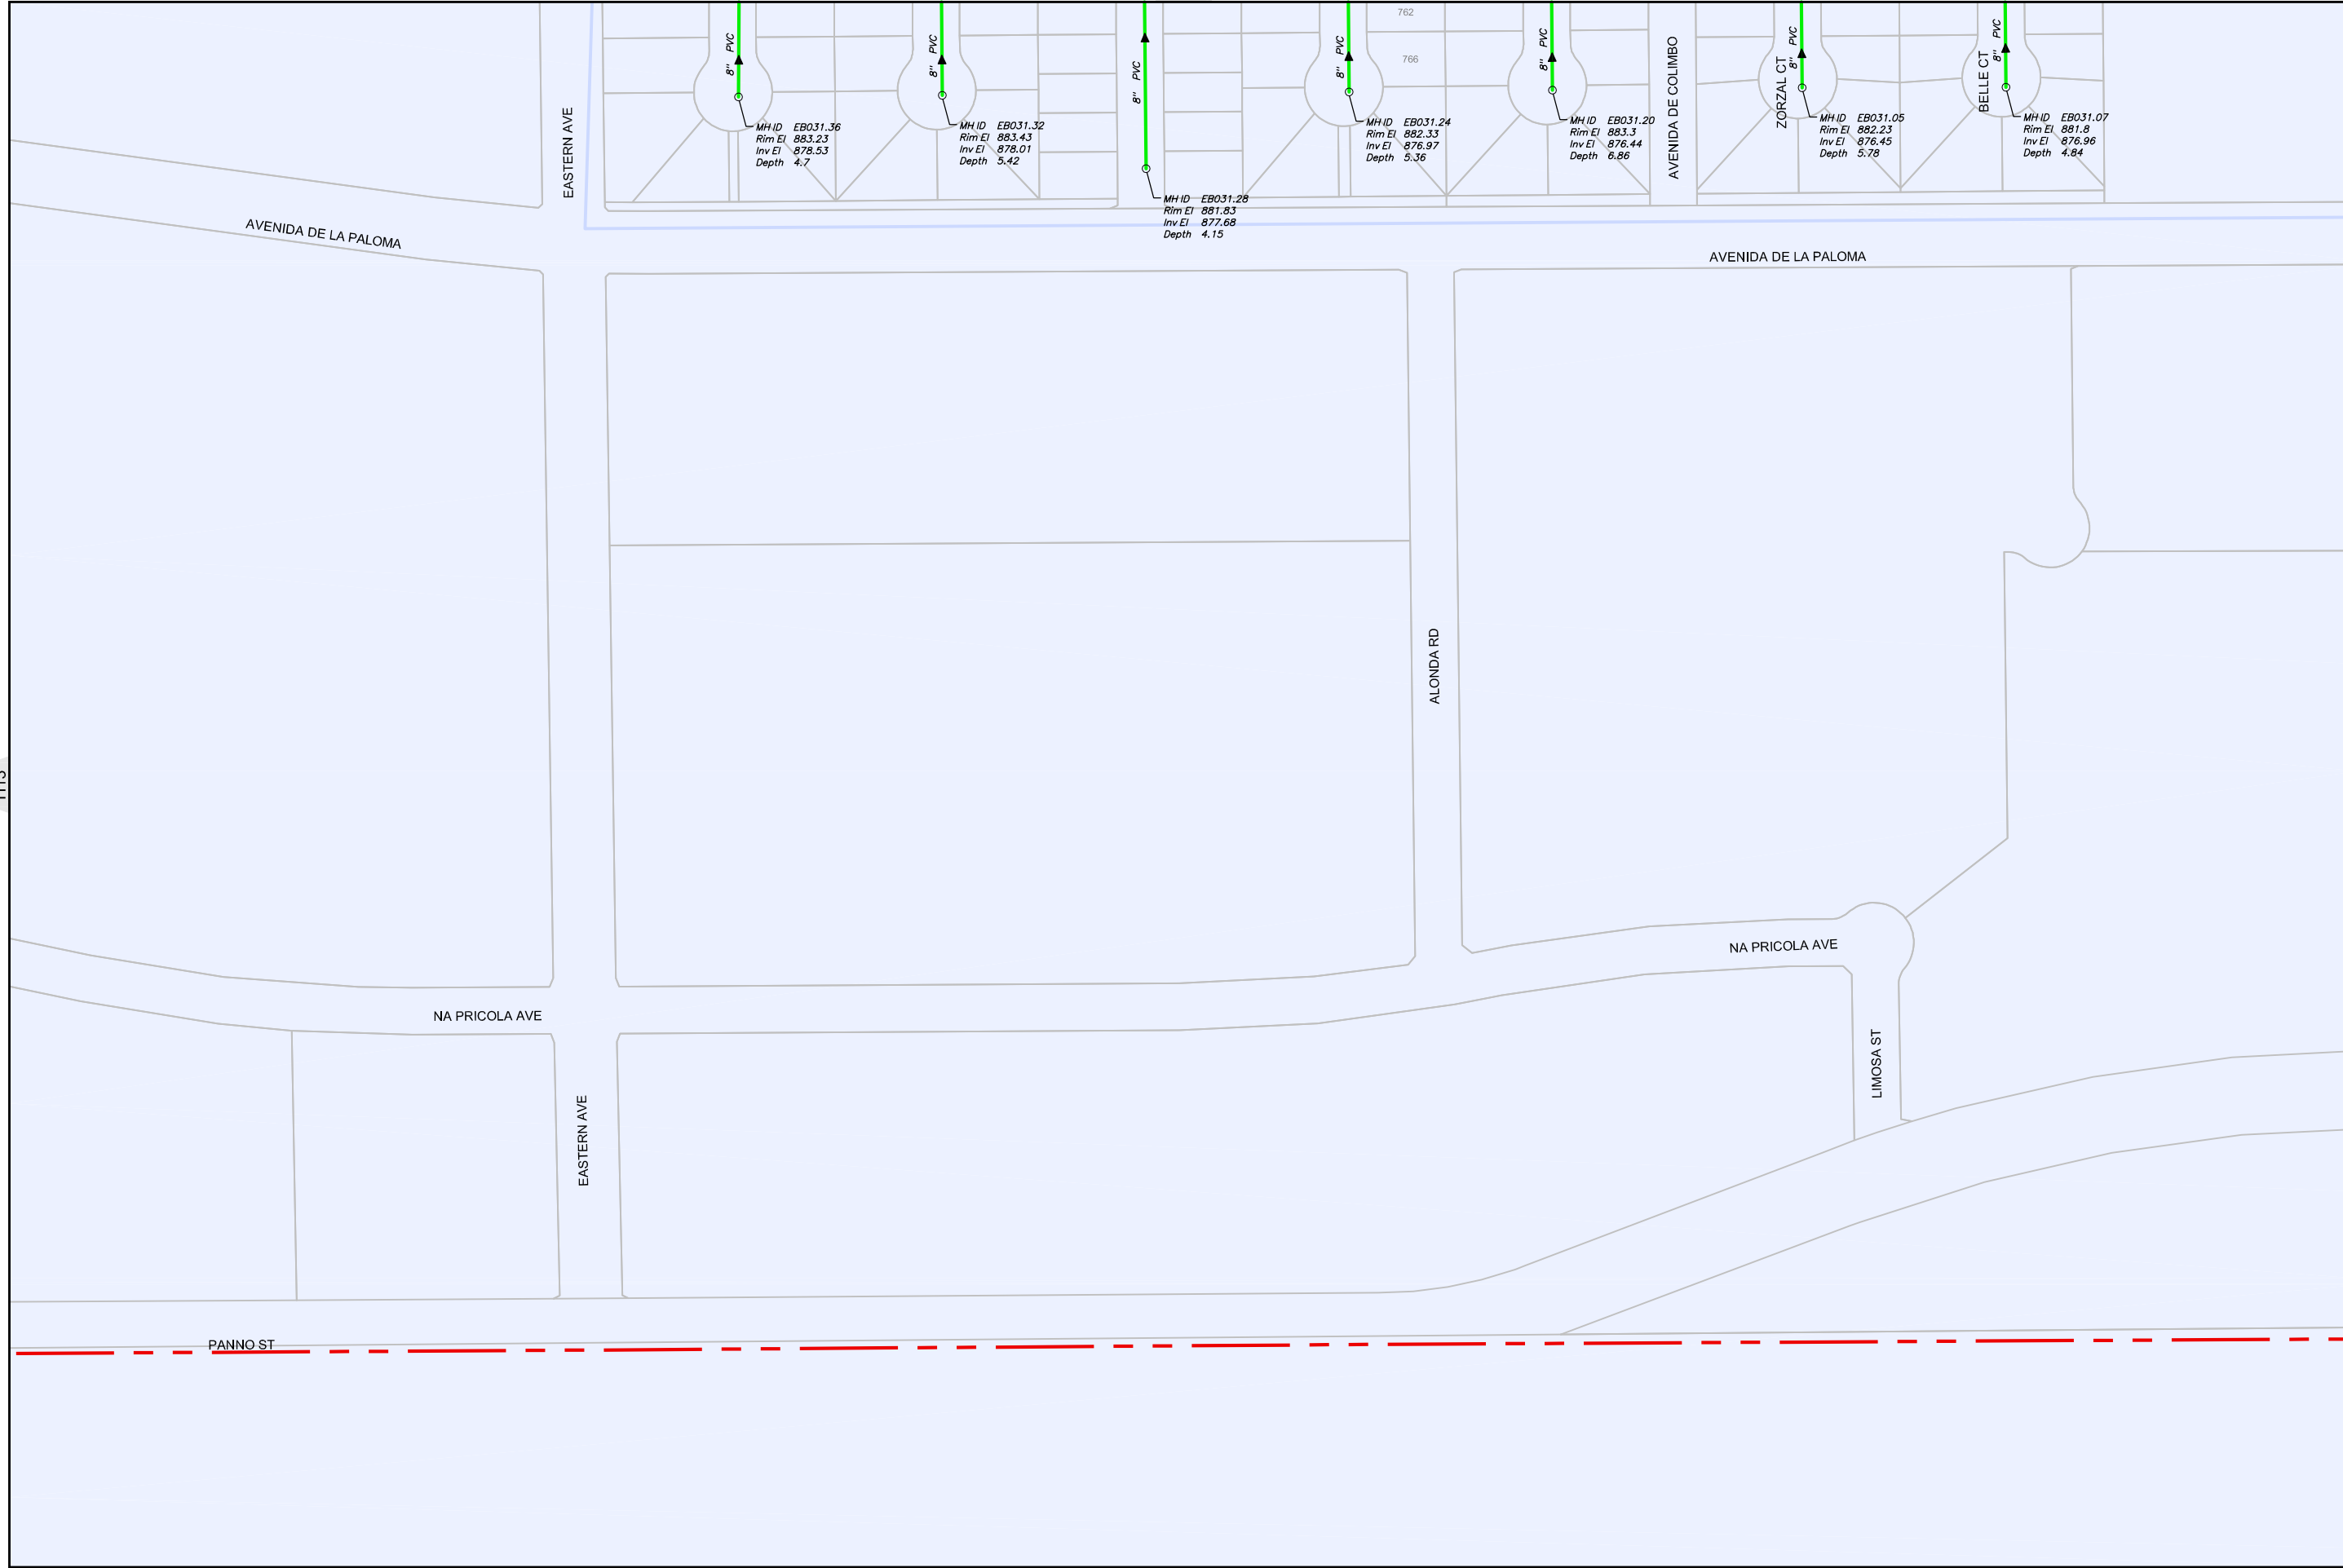 762
766
8" PVC
8" PVC
8" PVC
8" PVC
8" PVC
8" PVC
8" PVC
EASTERN AVE
AVENIDA DE COLIMBO
ZORZAL CT
BELLE CT
MH ID EB031.36
Rim El 883.23
Inv El 878.53
Depth 4.7
MH ID EB031.32
Rim El 883.43
Inv El 878.01
Depth 5.42
MH ID EB031.28
Rim El 881.83
Inv El 877.68
Depth 4.15
MH ID EB031.24
Rim El 882.33
Inv El 876.97
Depth 5.36
MH ID EB031.20
Rim El 883.3
Inv El 876.44
Depth 6.86
MH ID EB031.05
Rim El 882.23
Inv El 876.45
Depth 5.78
MH ID EB031.07
Rim El 881.8
Inv El 876.96
Depth 4.84
AVENIDA DE LA PALOMA
AVENIDA DE LA PALOMA
ALONDA RD
NA PRICOLA AVE
NA PRICOLA AVE
LIMOSA ST
EASTERN AVE
PANNO ST